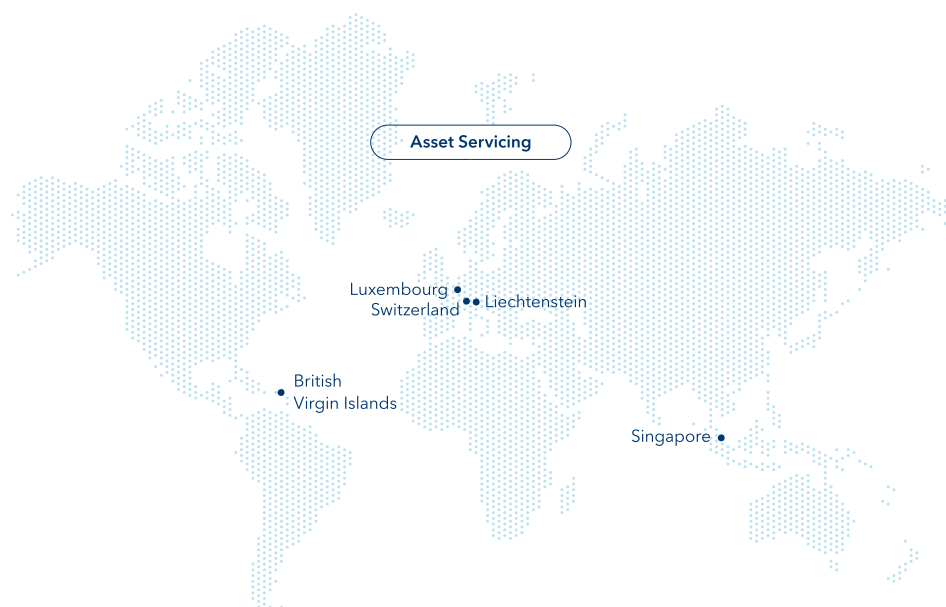 Asset Servicing
Luxembourg
Switzerland
Liechtenstein
British
Virgin Islands
Singapore